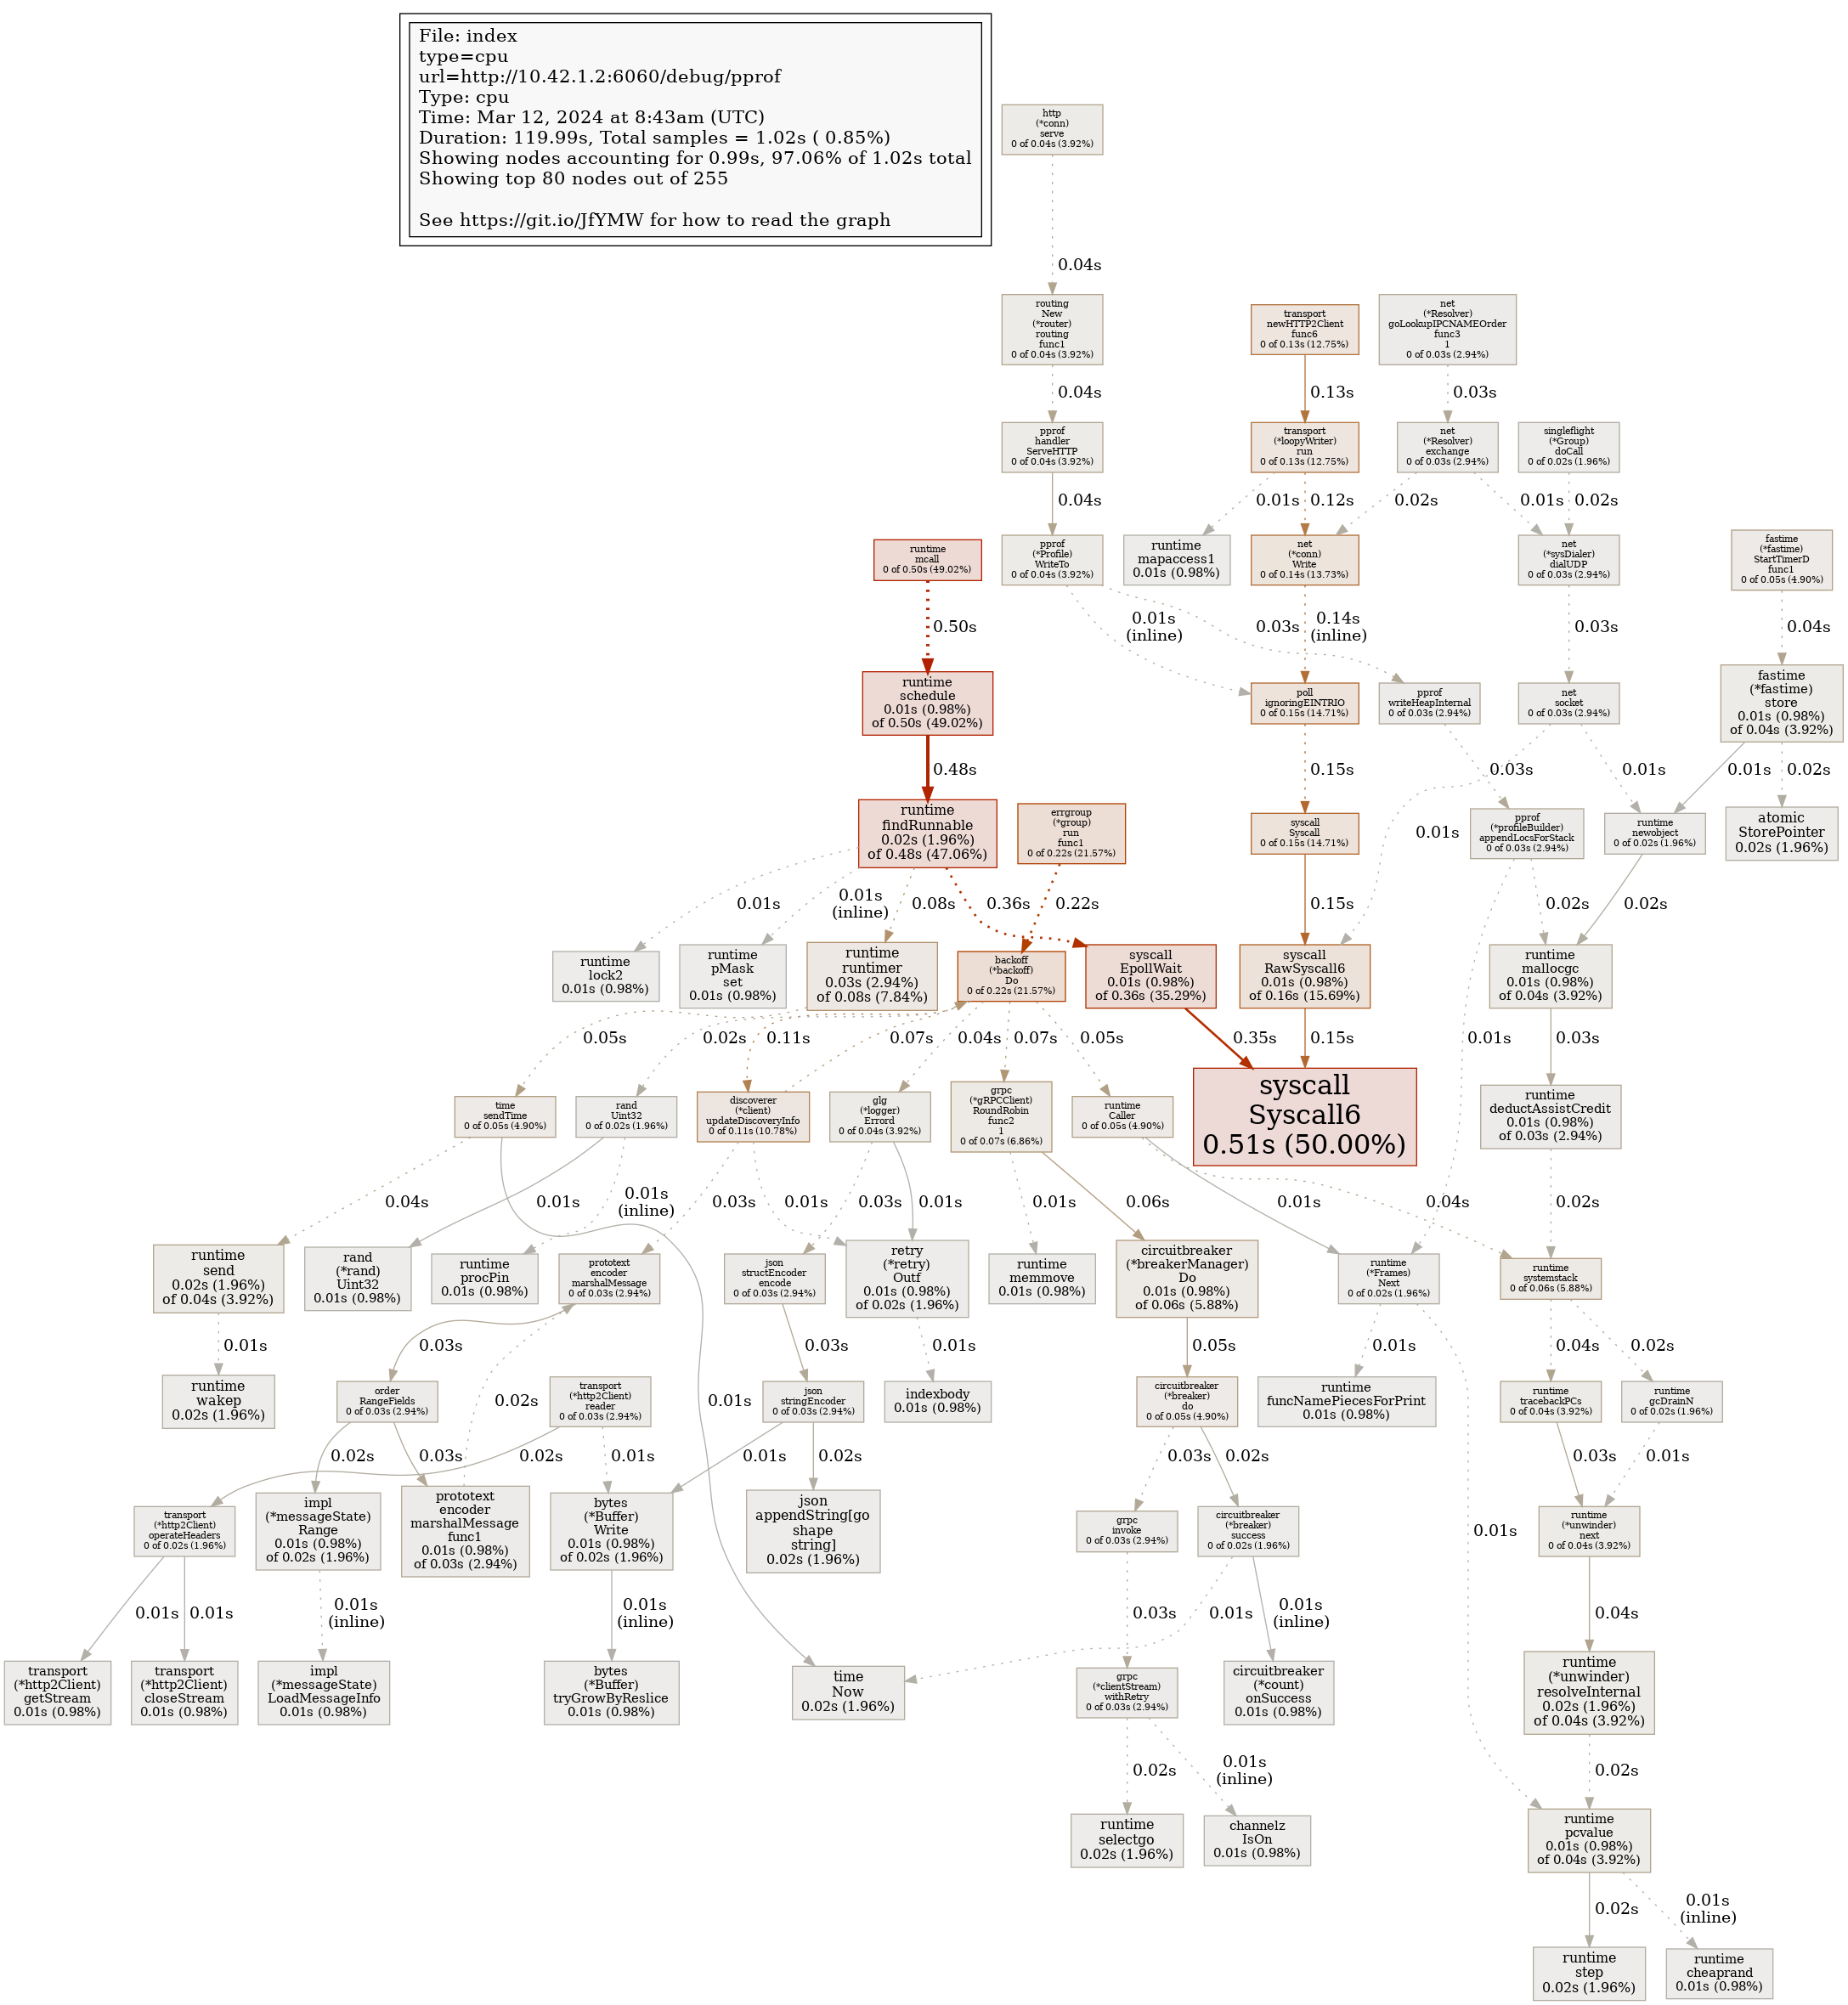 File: index
type=cpu
url=http://10.42.1.2:6060/debug/pprof
Type: cpu
Time: Mar 12, 2024 at 8:43am (UTC)
Duration: 119.99s, Total samples = 1.02s ( 0.85%)
Showing nodes accounting for 0.99s, 97.06% of 1.02s total
Showing top 80 nodes out of 255
See https://git.io/JfYMW for how to read the graph
http
(*conn)
serve
0 of 0.04s (3.92%)
0.04s
routing
New
(*router)
routing
func1
0 of 0.04s (3.92%)
transport
newHTTP2Client
func6
0 of 0.13s (12.75%)
net
(*Resolver)
goLookupIPCNAMEOrder
func3
1
0 of 0.03s (2.94%)
0.04s
0.13s
0.03s
pprof
handler
ServeHTTP
0 of 0.04s (3.92%)
transport
(*loopyWriter)
run
0 of 0.13s (12.75%)
net
(*Resolver)
exchange
0 of 0.03s (2.94%)
singleflight
(*Group)
doCall
0 of 0.02s (1.96%)
0.04s
0.01s
0.12s
0.02s
0.01s
0.02s
runtime
mcall
0 of 0.50s (49.02%)
pprof
(*Profile)
WriteTo
0 of 0.04s (3.92%)
runtime
mapaccess1
0.01s (0.98%)
net
(*conn)
Write
0 of 0.14s (13.73%)
net
(*sysDialer)
dialUDP
0 of 0.03s (2.94%)
fastime
(*fastime)
StartTimerD
func1
0 of 0.05s (4.90%)
0.50s
0.01s
(inline)
0.03s
0.14s
(inline)
0.03s
0.04s
runtime
schedule
0.01s (0.98%)
of 0.50s (49.02%)
poll
ignoringEINTRIO
0 of 0.15s (14.71%)
pprof
writeHeapInternal
0 of 0.03s (2.94%)
net
socket
0 of 0.03s (2.94%)
fastime
(*fastime)
store
0.01s (0.98%)
of 0.04s (3.92%)
0.48s
0.15s
0.03s
0.01s
0.01s
0.02s
runtime
findRunnable
0.02s (1.96%)
of 0.48s (47.06%)
errgroup
(*group)
run
func1
0 of 0.22s (21.57%)
syscall
Syscall
0 of 0.15s (14.71%)
0.01s
pprof
(*profileBuilder)
appendLocsForStack
0 of 0.03s (2.94%)
runtime
newobject
0 of 0.02s (1.96%)
atomic
StorePointer
0.02s (1.96%)
0.01s
0.01s
(inline)
0.08s
0.36s
0.22s
0.15s
0.02s
0.02s
runtime
lock2
0.01s (0.98%)
runtime
pMask
set
0.01s (0.98%)
runtime
runtimer
0.03s (2.94%)
of 0.08s (7.84%)
backoff
(*backoff)
Do
0 of 0.22s (21.57%)
syscall
EpollWait
0.01s (0.98%)
of 0.36s (35.29%)
syscall
RawSyscall6
0.01s (0.98%)
of 0.16s (15.69%)
runtime
mallocgc
0.01s (0.98%)
of 0.04s (3.92%)
0.05s
0.02s
0.11s
0.07s
0.04s
0.07s
0.05s
0.35s
0.15s
0.01s
0.03s
time
sendTime
0 of 0.05s (4.90%)
rand
Uint32
0 of 0.02s (1.96%)
discoverer
(*client)
updateDiscoveryInfo
0 of 0.11s (10.78%)
glg
(*logger)
Errord
0 of 0.04s (3.92%)
grpc
(*gRPCClient)
RoundRobin
func2
1
0 of 0.07s (6.86%)
runtime
Caller
0 of 0.05s (4.90%)
syscall
Syscall6
0.51s (50.00%)
runtime
deductAssistCredit
0.01s (0.98%)
of 0.03s (2.94%)
0.04s
0.01s
0.01s
(inline)
0.03s
0.01s
0.03s
0.01s
0.01s
0.06s
0.01s
0.04s
0.02s
runtime
send
0.02s (1.96%)
of 0.04s (3.92%)
rand
(*rand)
Uint32
0.01s (0.98%)
runtime
procPin
0.01s (0.98%)
prototext
encoder
marshalMessage
0 of 0.03s (2.94%)
json
structEncoder
encode
0 of 0.03s (2.94%)
retry
(*retry)
Outf
0.01s (0.98%)
of 0.02s (1.96%)
runtime
memmove
0.01s (0.98%)
circuitbreaker
(*breakerManager)
Do
0.01s (0.98%)
of 0.06s (5.88%)
runtime
(*Frames)
Next
0 of 0.02s (1.96%)
runtime
systemstack
0 of 0.06s (5.88%)
0.01s
0.03s
0.03s
0.01s
0.05s
0.01s
0.04s
0.02s
runtime
wakep
0.02s (1.96%)
order
RangeFields
0 of 0.03s (2.94%)
0.02s
transport
(*http2Client)
reader
0 of 0.03s (2.94%)
0.01s
json
stringEncoder
0 of 0.03s (2.94%)
indexbody
0.01s (0.98%)
circuitbreaker
(*breaker)
do
0 of 0.05s (4.90%)
runtime
funcNamePiecesForPrint
0.01s (0.98%)
runtime
tracebackPCs
0 of 0.04s (3.92%)
runtime
gcDrainN
0 of 0.02s (1.96%)
0.02s
0.03s
0.02s
0.01s
0.01s
0.02s
0.03s
0.02s
0.03s
0.01s
transport
(*http2Client)
operateHeaders
0 of 0.02s (1.96%)
impl
(*messageState)
Range
0.01s (0.98%)
of 0.02s (1.96%)
prototext
encoder
marshalMessage
func1
0.01s (0.98%)
of 0.03s (2.94%)
bytes
(*Buffer)
Write
0.01s (0.98%)
of 0.02s (1.96%)
json
appendString[go
shape
string]
0.02s (1.96%)
grpc
invoke
0 of 0.03s (2.94%)
circuitbreaker
(*breaker)
success
0 of 0.02s (1.96%)
0.01s
runtime
(*unwinder)
next
0 of 0.04s (3.92%)
0.01s
0.01s
0.01s
(inline)
0.01s
(inline)
0.03s
0.01s
0.01s
(inline)
0.04s
transport
(*http2Client)
getStream
0.01s (0.98%)
transport
(*http2Client)
closeStream
0.01s (0.98%)
impl
(*messageState)
LoadMessageInfo
0.01s (0.98%)
bytes
(*Buffer)
tryGrowByReslice
0.01s (0.98%)
time
Now
0.02s (1.96%)
grpc
(*clientStream)
withRetry
0 of 0.03s (2.94%)
circuitbreaker
(*count)
onSuccess
0.01s (0.98%)
runtime
(*unwinder)
resolveInternal
0.02s (1.96%)
of 0.04s (3.92%)
0.02s
0.01s
(inline)
0.02s
runtime
selectgo
0.02s (1.96%)
channelz
IsOn
0.01s (0.98%)
runtime
pcvalue
0.01s (0.98%)
of 0.04s (3.92%)
0.02s
0.01s
(inline)
runtime
step
0.02s (1.96%)
runtime
cheaprand
0.01s (0.98%)